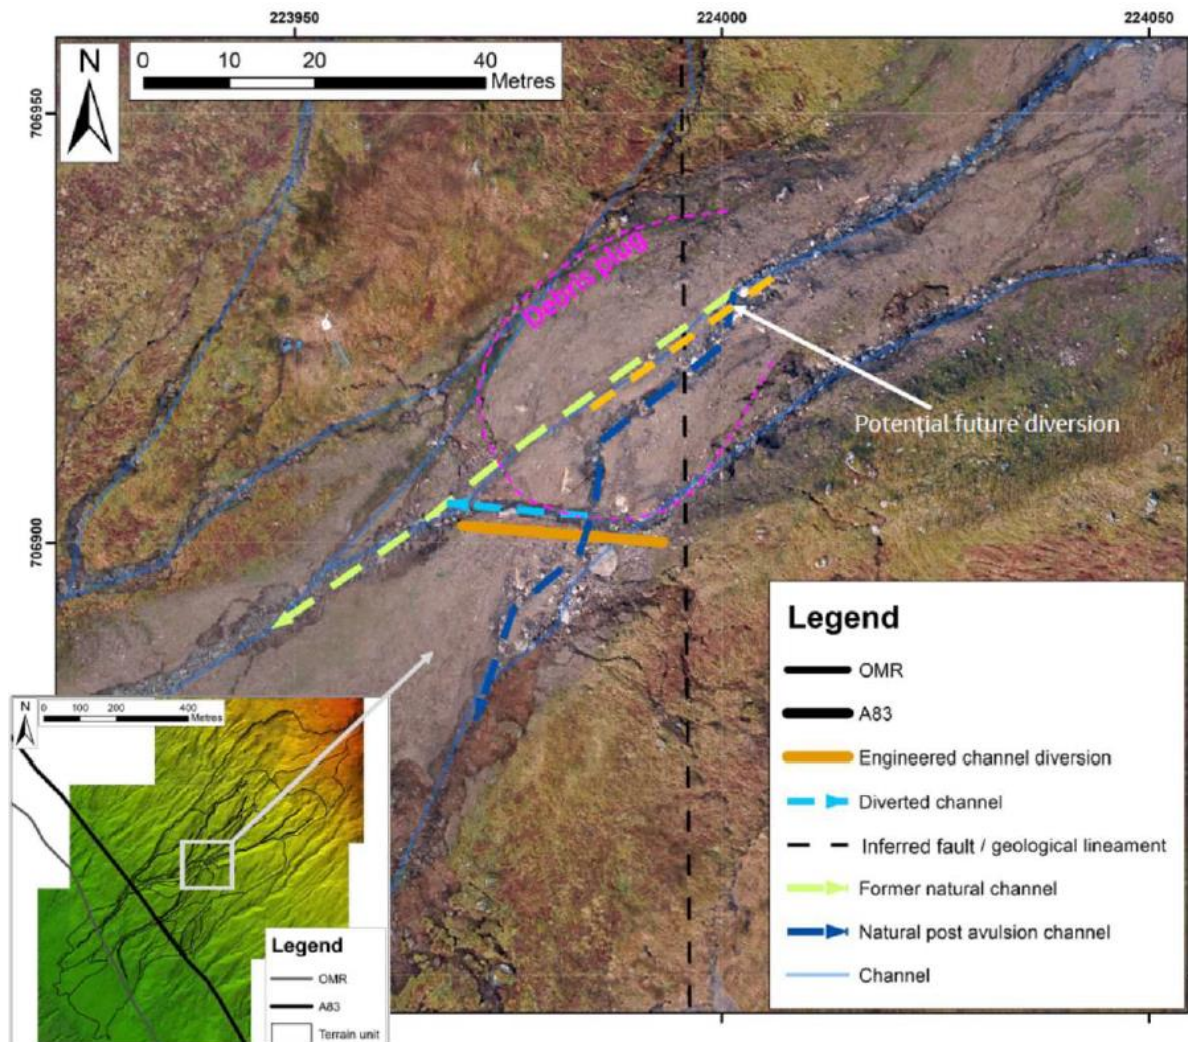 223950
224000
224050
706950
706900
N
0
10
20
40
Metres
Debris plug
Potential future diversion
Legend
OMR
A83
Engineered channel diversion
Diverted channel
Inferred fault / geological lineament
Former natural channel
Natural post avulsion channel
Channel
N
0 100 200 400
Metres
Legend
OMR
A83
Terrain unit